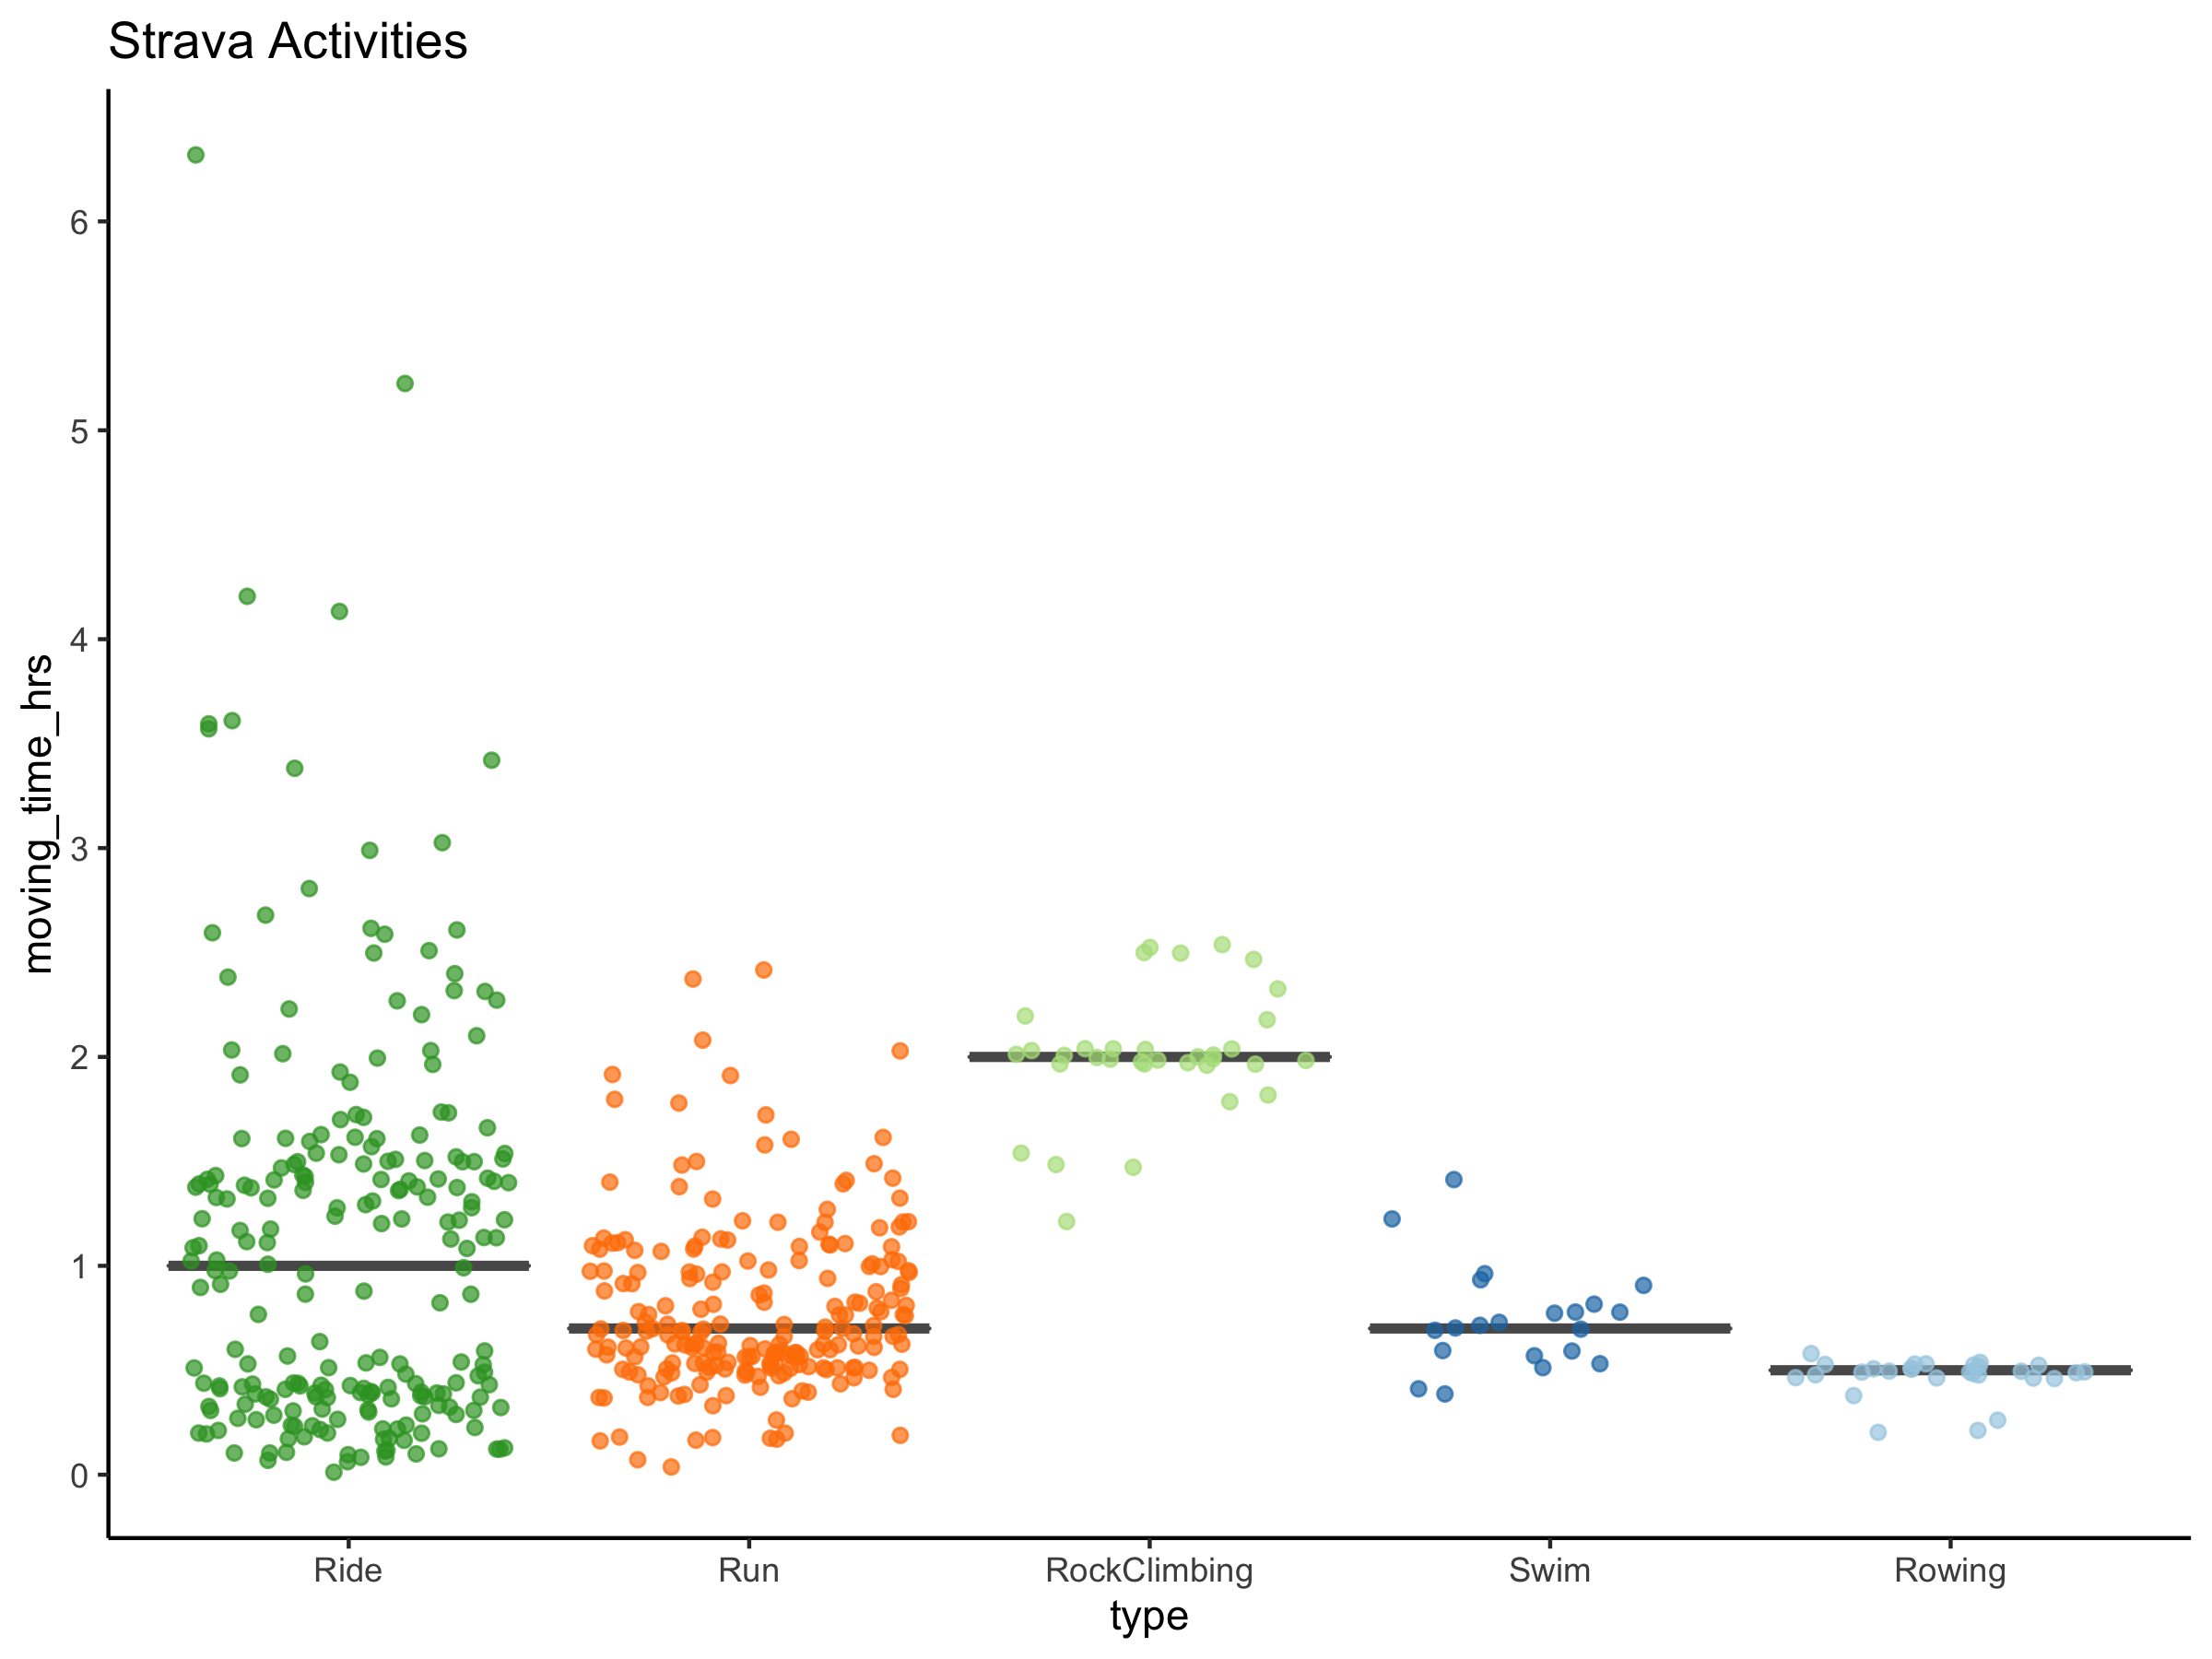 Strava Activities
moving_time_hrs
6
5
4
3
2
1
0
Ride Run RockClimbing Swim Rowing
type